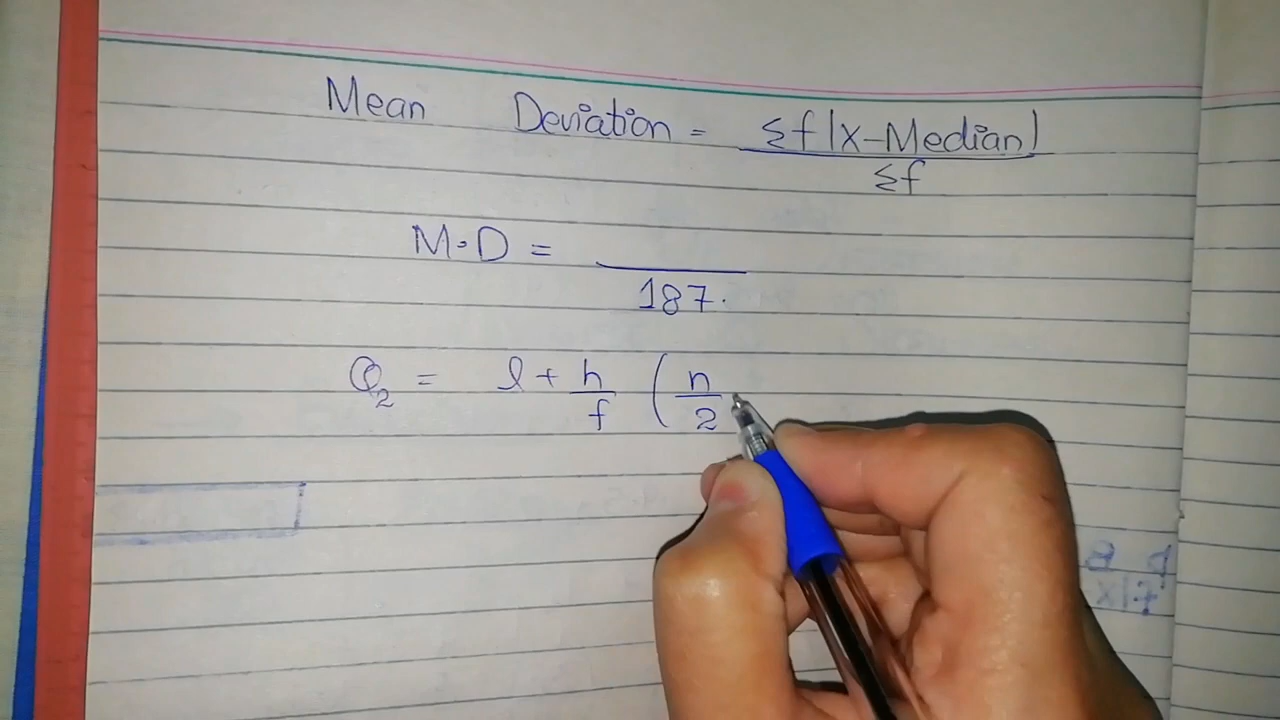 Mean Deviation = Σf|x-Median|
Σf
M.D =
187.
Q₂ = l + h/f (n/2